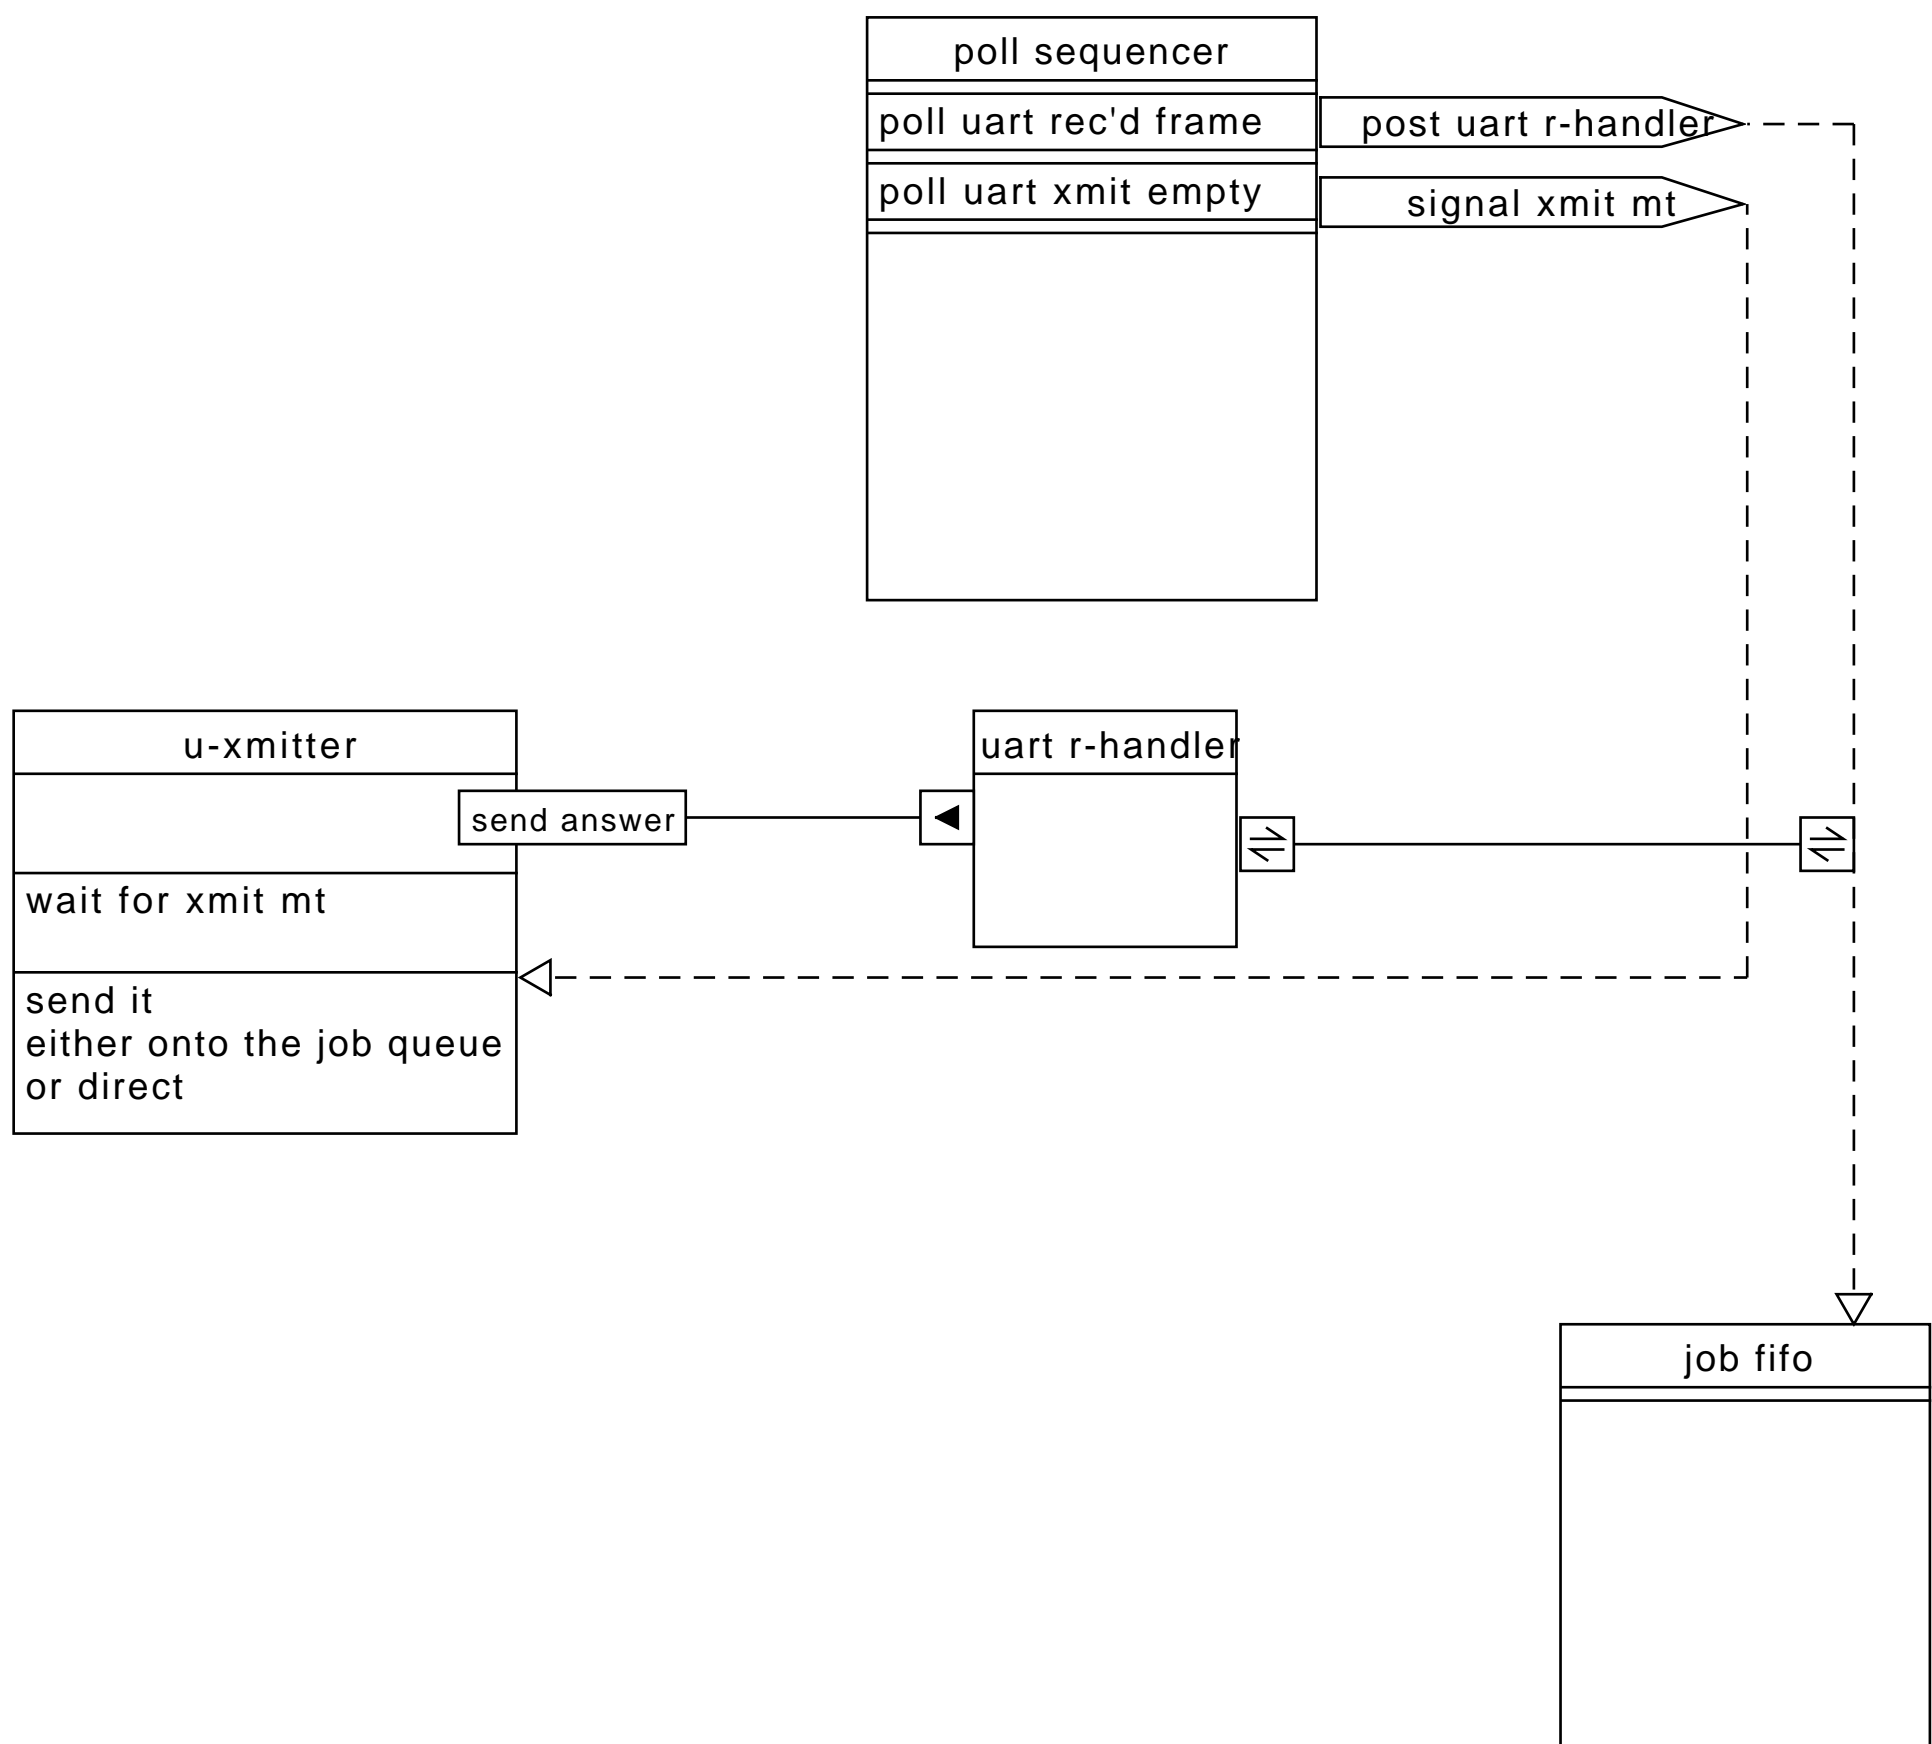 poll sequencer
poll uart rec'd frame
post uart r-handler
poll uart xmit empty
signal xmit mt
u-xmitter
uart r-handler
send answer
wait for xmit mt
send it
either onto the job queue
or direct
job fifo